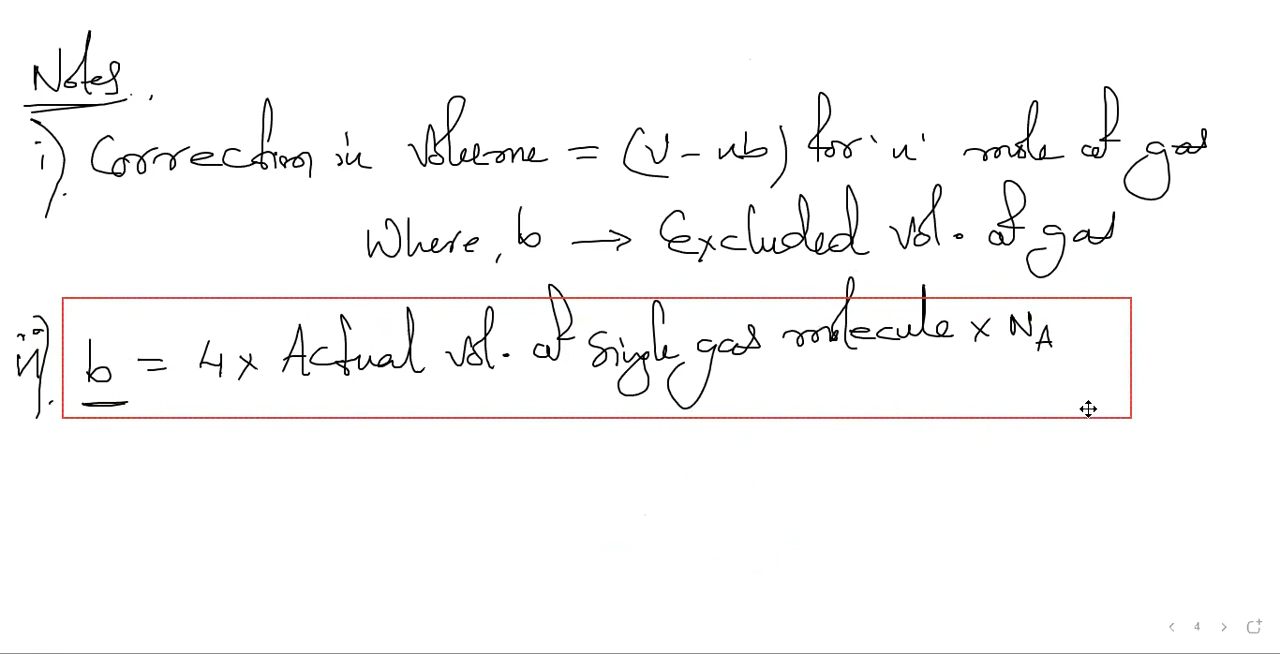 Notes
i). Correction in volume = (V - nb) for 'n' mole of gas
Where, b → Excluded vol. of gas
ii). b = 4 x Actual vol. of single gas molecule x NA
4